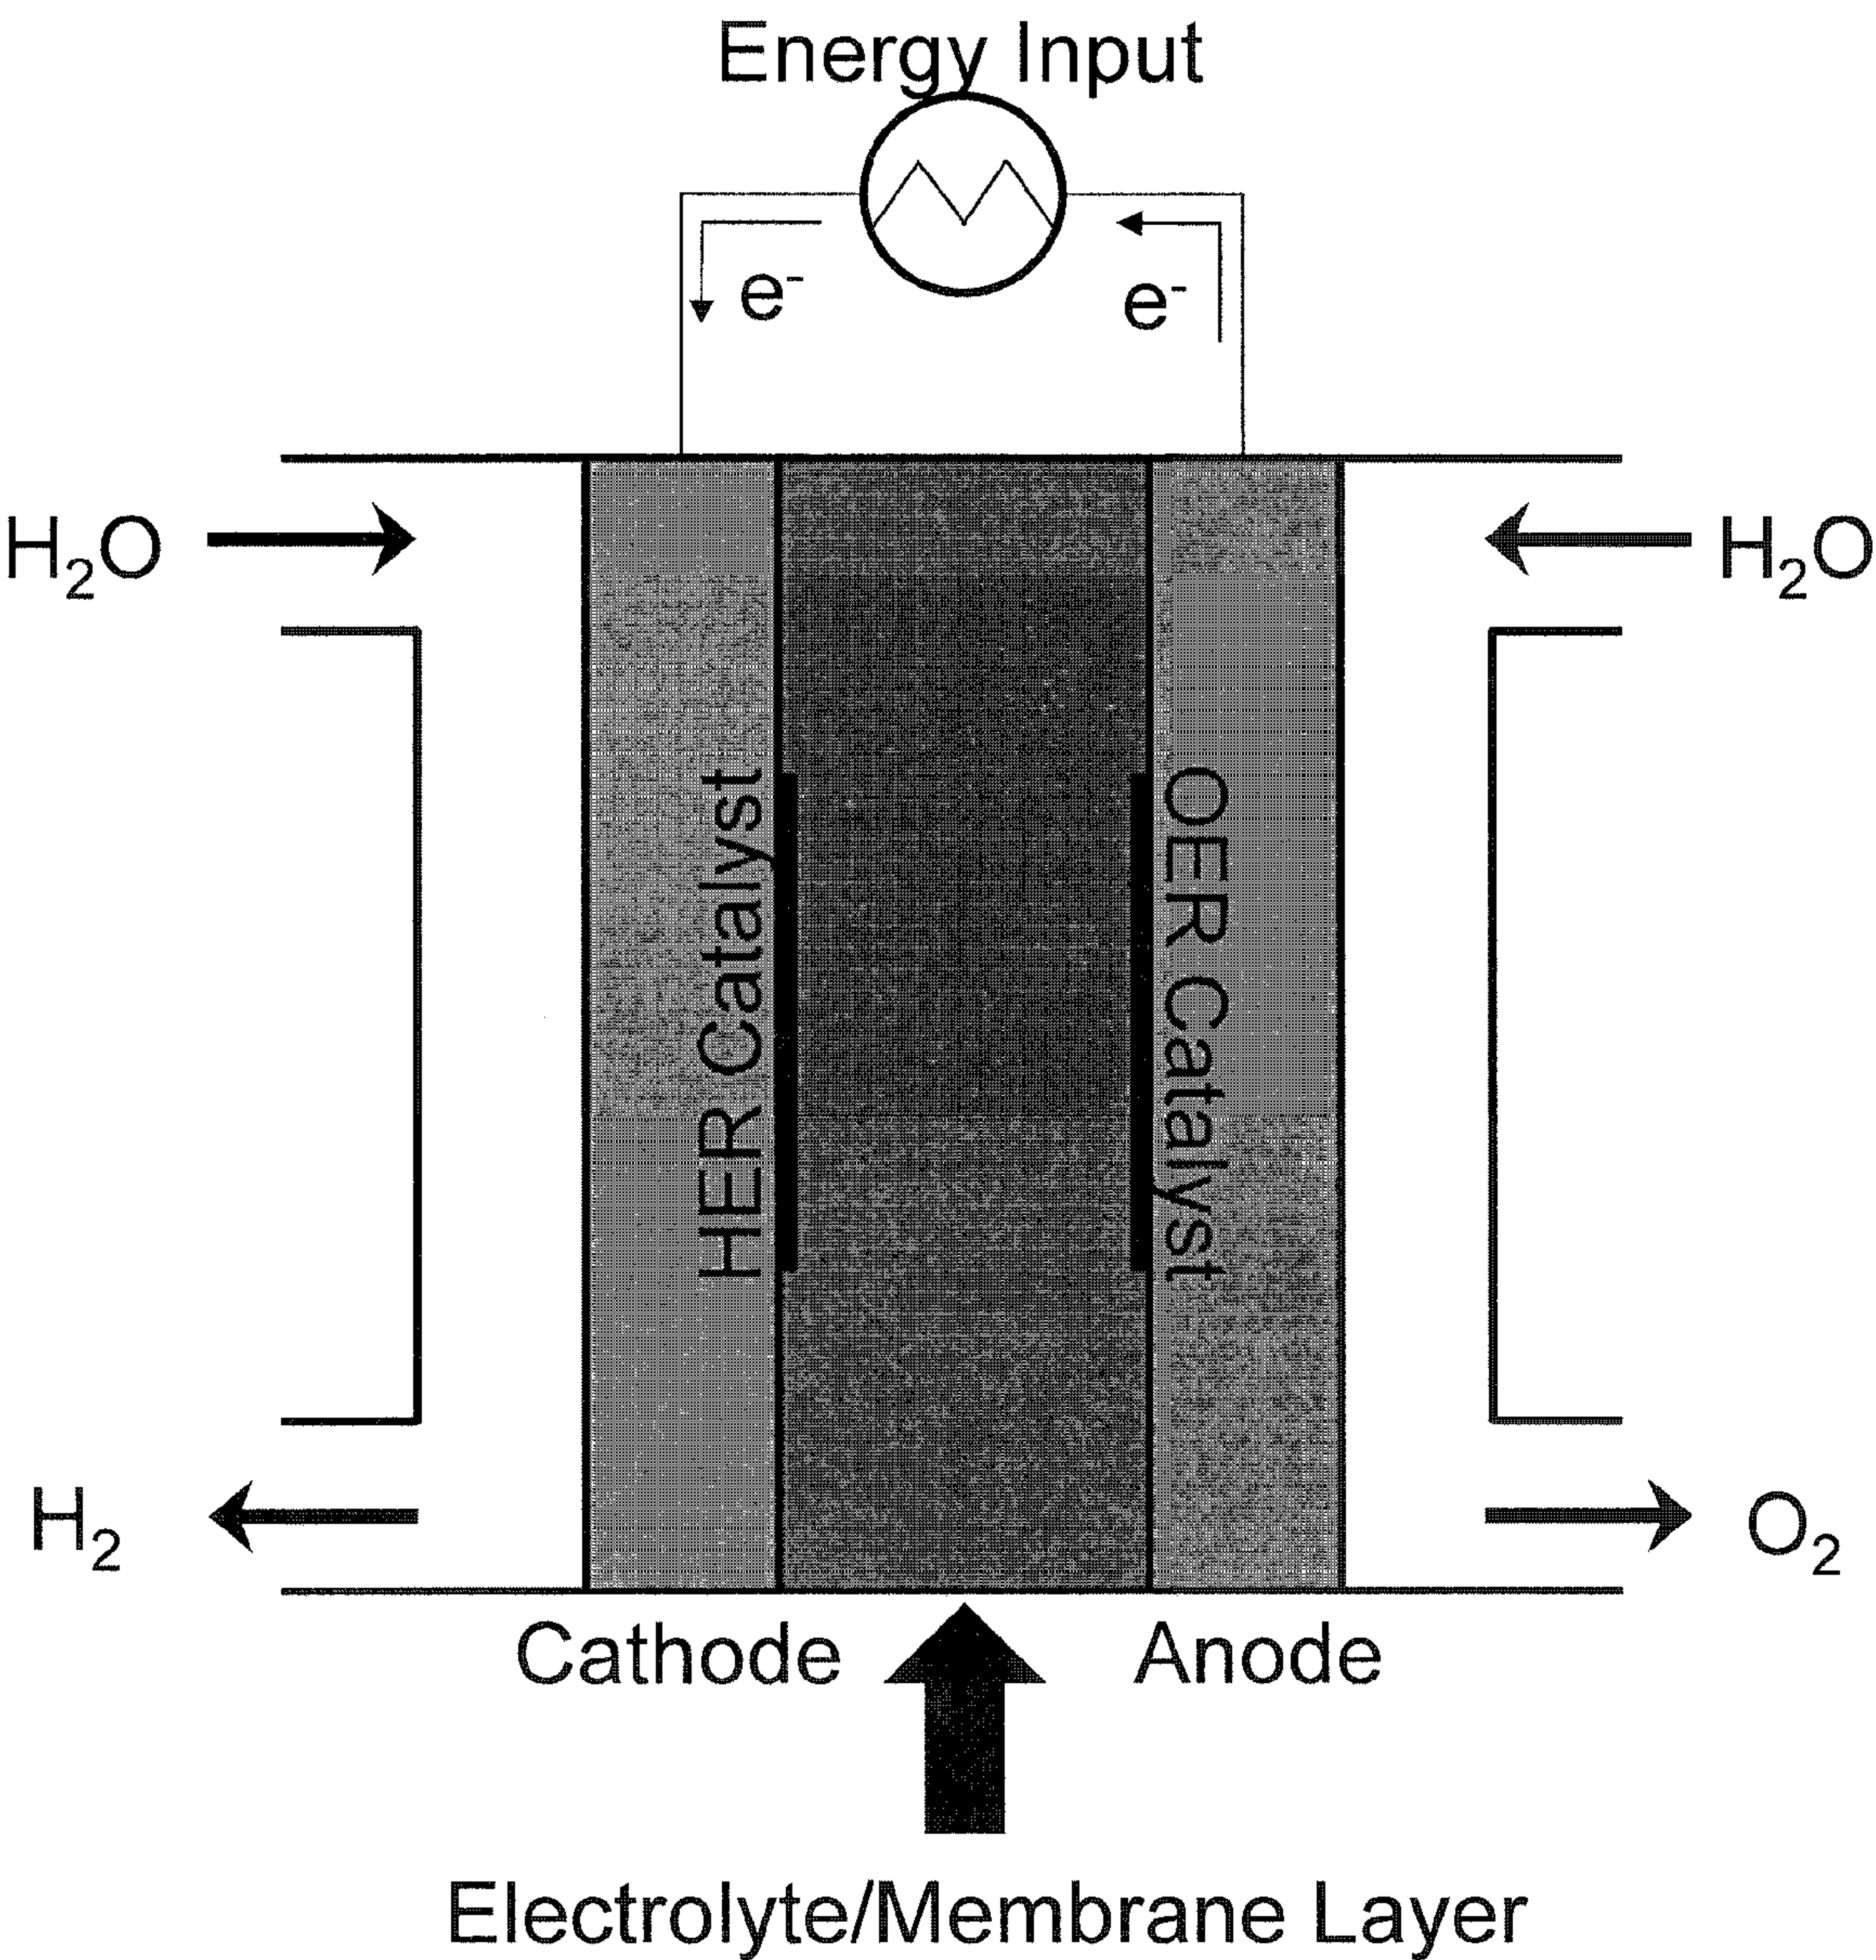 Energy Input
e⁻
e⁻
H₂O
H₂O
HER Catalyst
OER Catalyst
H₂
O₂
Cathode
Anode
Electrolyte/Membrane Layer